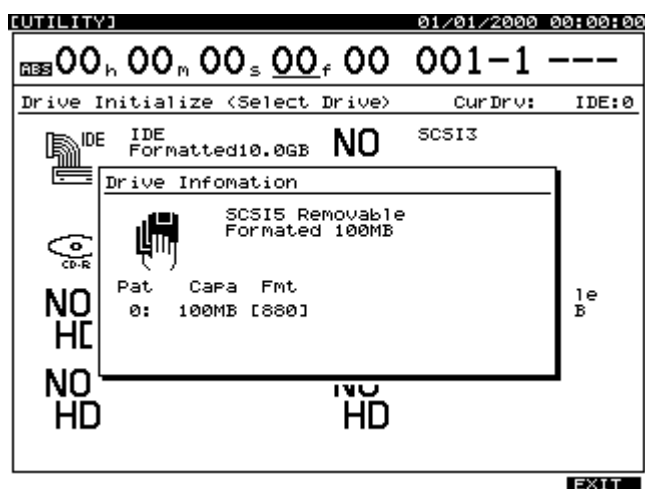 [UTILITY] 01/01/2000 00:00:00
ABS 00h 00m 00s 00f 00 001-1 ---
Drive Initialize (Select Drive) CurDrv: IDE:0
IDE IDE NO SCSI3
Formatted10.0GB
Drive Infomation
SCSI5 Removable
Formated 100MB
CD-R
Pat Capa Fmt
NO le
0: 100MB [880] B
HD
NO NO
HD HD
EXIT